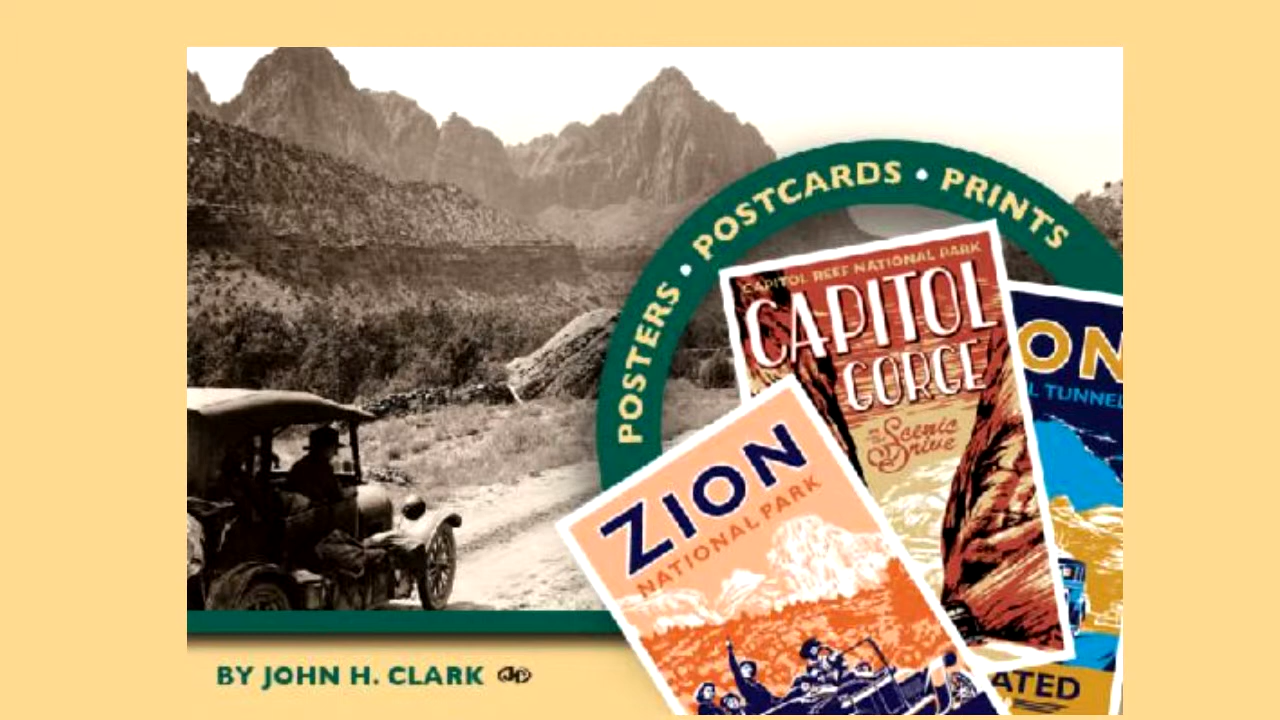 POSTERS • POSTCARDS • PRINTS
CAPITOL REEF NATIONAL PARK
CAPITOL
GORGE
Scenic
Drive
ON
L TUNNEL
ZION
NATIONAL PARK
ATED
BY JOHN H. CLARK